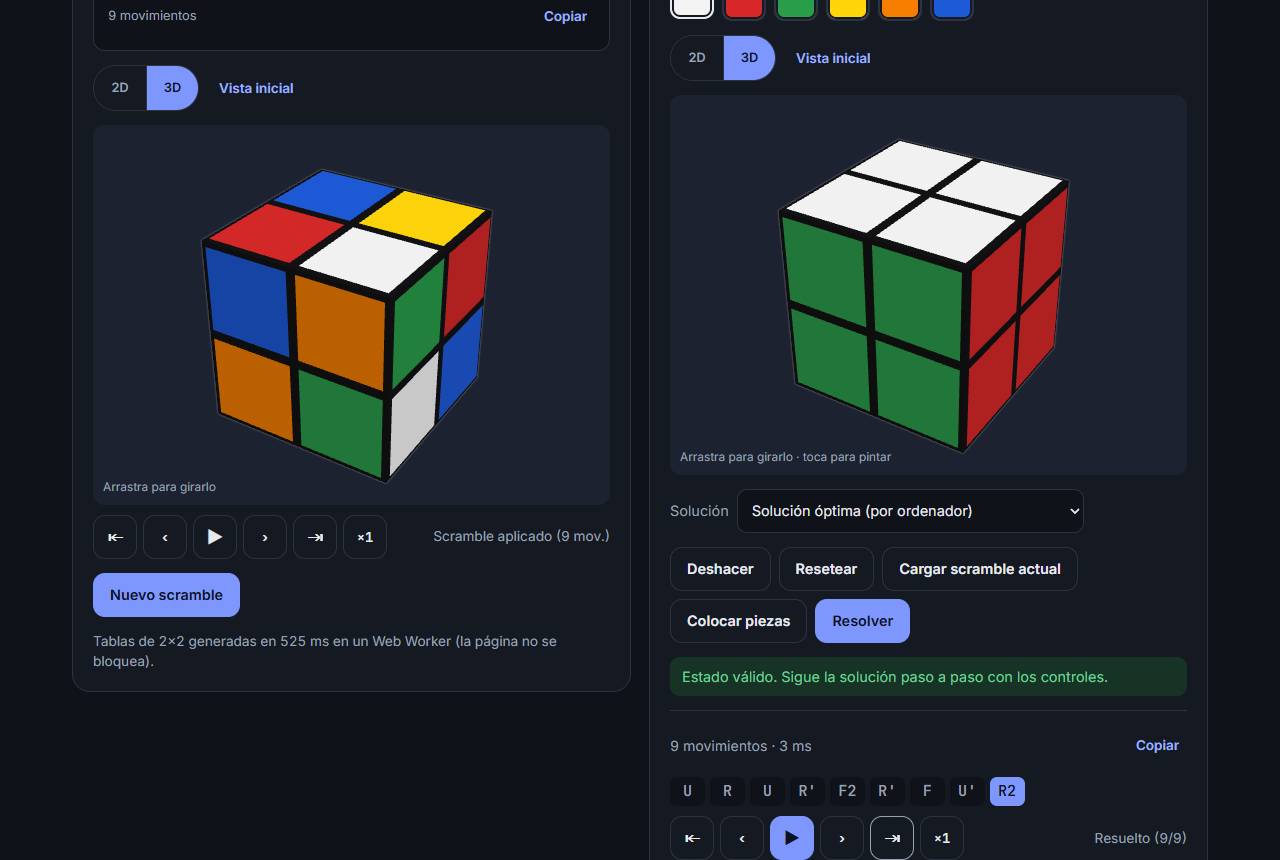 9 movimientos
Copiar
2D
3D
Vista inicial
Arrastra para girarlo
×1
Scramble aplicado (9 mov.)
Nuevo scramble
Tablas de 2×2 generadas en 525 ms en un Web Worker (la página no se
bloquea).
2D
3D
Vista inicial
Arrastra para girarlo · toca para pintar
Solución
Solución óptima (por ordenador)
Deshacer
Resetear
Cargar scramble actual
Colocar piezas
Resolver
Estado válido. Sigue la solución paso a paso con los controles.
9 movimientos · 3 ms
Copiar
U R U R' F2 R' F U' R2
×1
Resuelto (9/9)